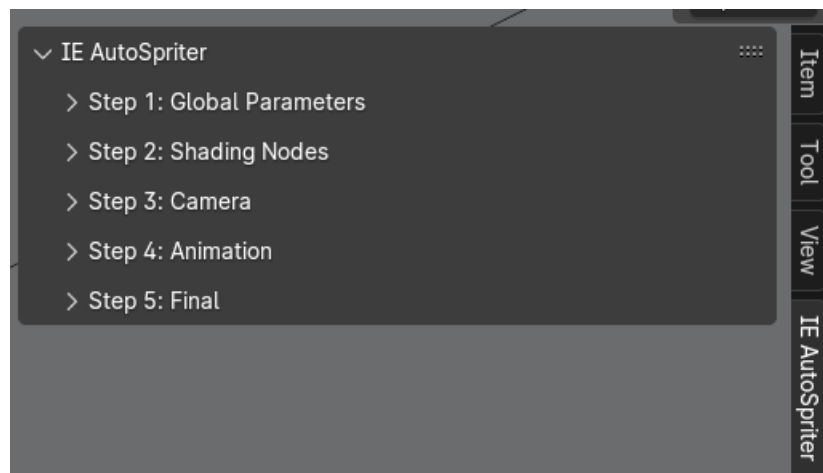 IE AutoSpriter
Step 1: Global Parameters
Step 2: Shading Nodes
Step 3: Camera
Step 4: Animation
Step 5: Final
Item
Tool
View
IE AutoSpriter